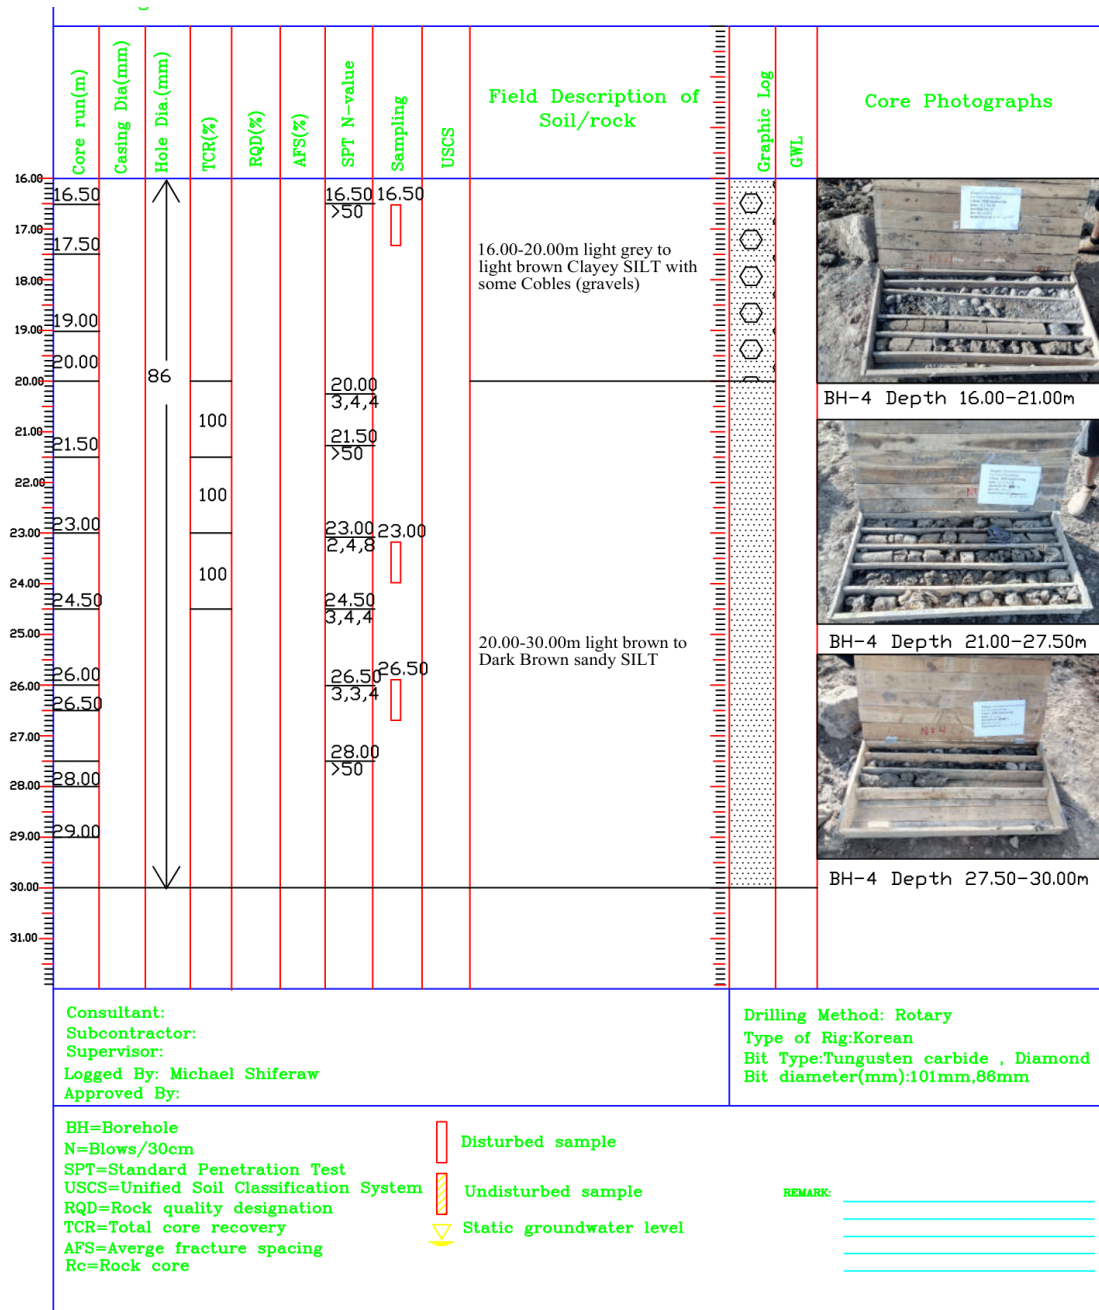 Core run(m)
Casing Dia(mm)
Hole Dia.(mm)
TCR(%)
RQD(%)
AFS(%)
SPT N-value
Sampling
USCS
Field Description of
Soil/rock
Graphic Log
GWL
Core Photographs
16.00
17.00
18.00
19.00
20.00
21.00
22.00
23.00
24.00
25.00
26.00
27.00
28.00
29.00
30.00
31.00
16.50
17.50
19.00
20.00
21.50
23.00
24.50
26.00
26.50
28.00
29.00
86
100
100
100
16.50
>50
20.00
3,4,4
21.50
>50
23.00
2,4,8
24.50
3,4,4
26.50
3,3,4
28.00
>50
16.50
23.00
26.50
16.00-20.00m light grey to
light brown Clayey SILT with
some Cobles (gravels)
20.00-30.00m light brown to
Dark Brown sandy SILT
BH-4 Depth 16.00-21.00m
BH-4 Depth 21.00-27.50m
BH-4 Depth 27.50-30.00m
Consultant:
Subcontractor:
Supervisor:
Logged By: Michael Shiferaw
Approved By:
Drilling Method: Rotary
Type of Rig:Korean
Bit Type:Tungusten carbide , Diamond
Bit diameter(mm):101mm,86mm
BH=Borehole
N=Blows/30cm
SPT=Standard Penetration Test
USCS=Unified Soil Classification System
RQD=Rock quality designation
TCR=Total core recovery
AFS=Averge fracture spacing
Rc=Rock core
Disturbed sample
Undisturbed sample
Static groundwater level
REMARK: